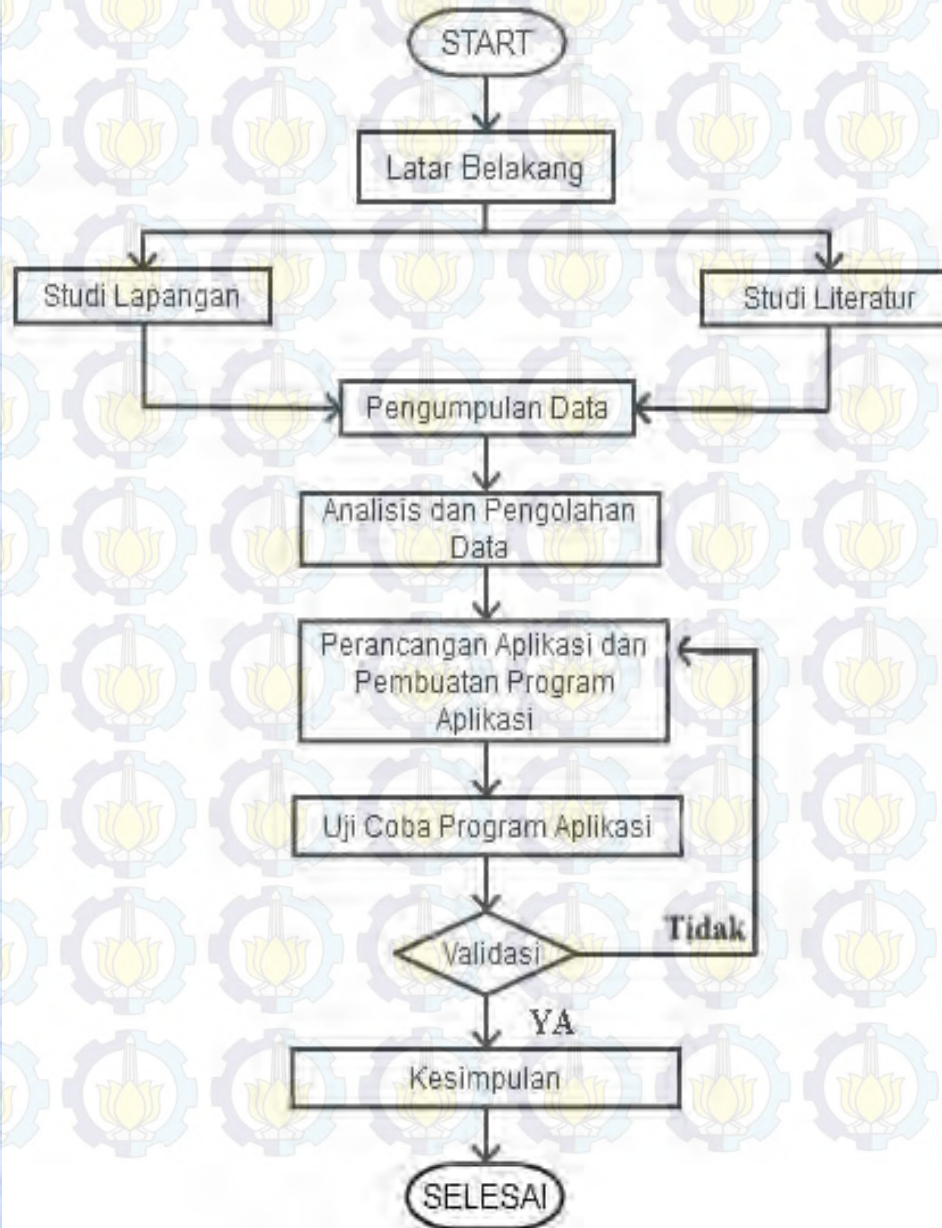 START
Latar Belakang
Studi Lapangan
Studi Literatur
Pengumpulan Data
Analisis dan Pengolahan
Data
Perancangan Aplikasi dan
Pembuatan Program
Aplikasi
Uji Coba Program Aplikasi
Validasi
Tidak
YA
Kesimpulan
SELESAI